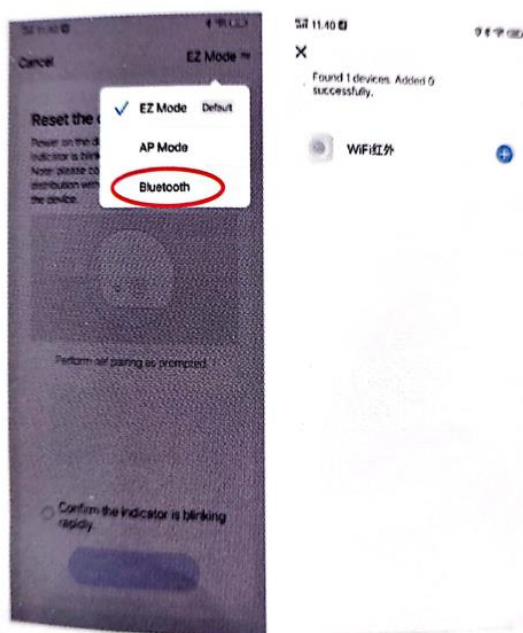 11:40
Cancel
EZ Mode
EZ Mode Default
AP Mode
Bluetooth
Reset the
Power on the
indicator is
Note: please
distribution with
the device.
Perform net pairing as prompted.
Confirm the indicator is blinking
rapidly.
11:40
Found 1 devices. Added 0
successfully.
WiFi红外